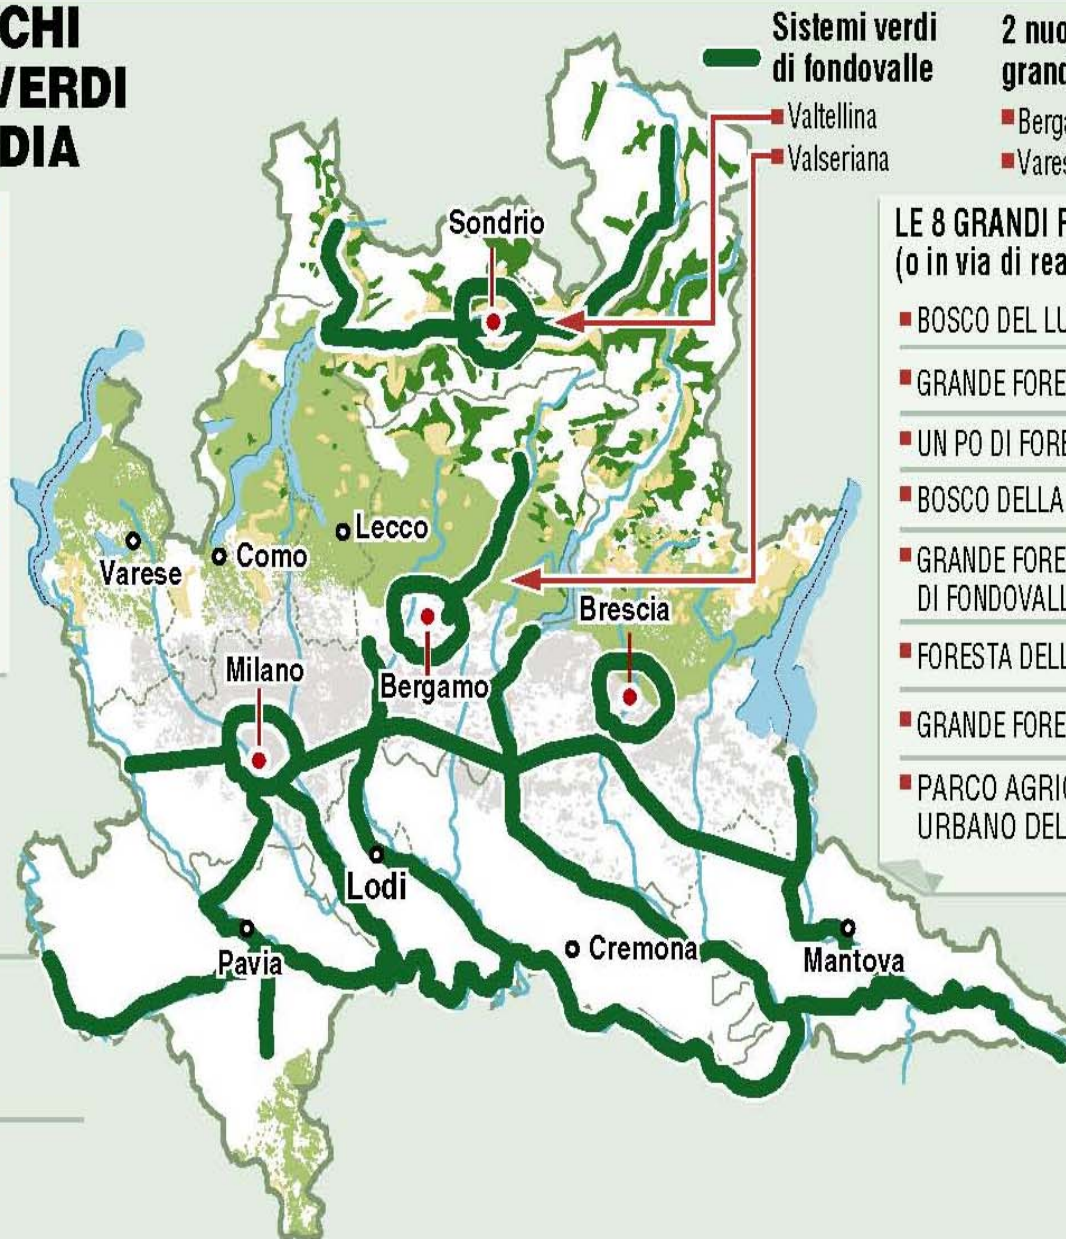 CHI
VERDI
DIA
Sistemi verdi
di fondovalle
Valtellina
Valseriana
2 nuo
grand
Berga
Vares
LE 8 GRANDI F
(o in via di rea
BOSCO DEL LU
GRANDE FORE
UN PO DI FORE
BOSCO DELLA
GRANDE FORE
DI FONDOVALL
FORESTA DELL
GRANDE FORE
PARCO AGRIC
URBANO DEL
Sondrio
Lecco
Como
Varese
Brescia
Milano
Bergamo
Lodi
Cremona
Pavia
Mantova